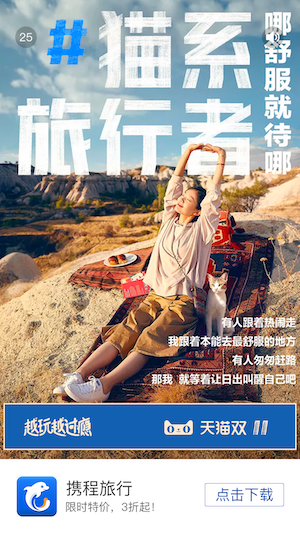 25
#猫系
旅行者
哪舒服就待哪
有人跟着热闹走
我跟着本能去最舒服的地方
有人匆匆赶路
那我 就等着让日出叫醒自己吧
越玩越过瘾
天猫双11
携程旅行
限时特价，3折起！
点击下载